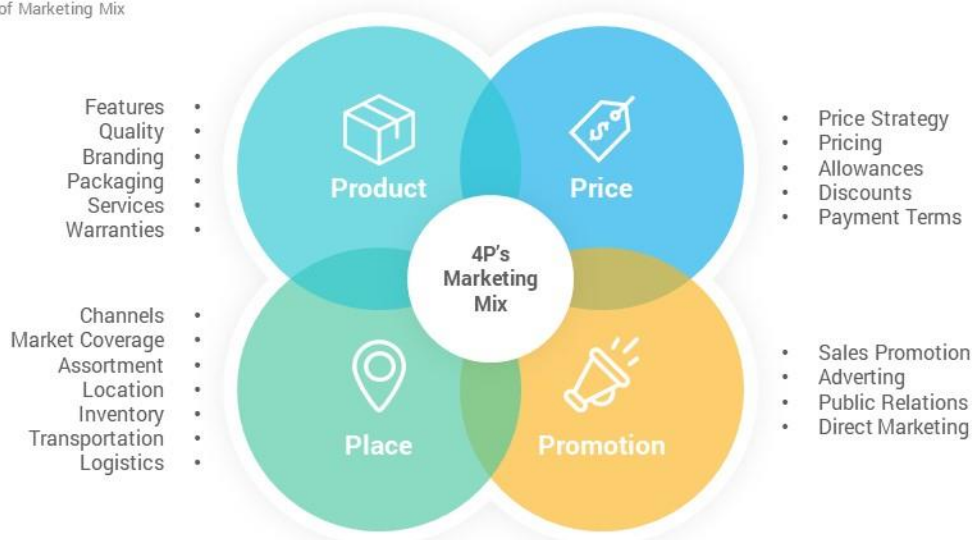 of Marketing Mix
Features •
Quality •
Branding •
Packaging •
Services •
Warranties •
Product
Price
• Price Strategy
• Pricing
• Allowances
• Discounts
• Payment Terms
4P's
Marketing
Mix
Channels •
Market Coverage •
Assortment •
Location •
Inventory •
Transportation •
Logistics •
Place
Promotion
• Sales Promotion
• Adverting
• Public Relations
• Direct Marketing